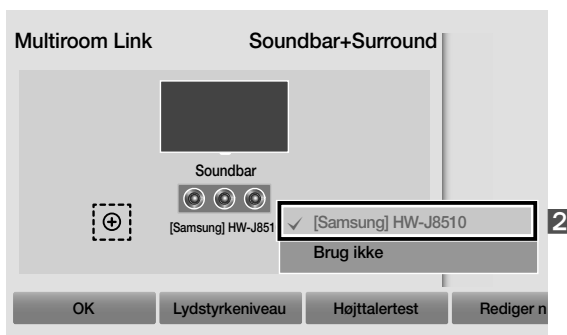 Multiroom Link
Soundbar+Surround
Soundbar
[Samsung] HW-J851
[Samsung] HW-J8510
2
Brug ikke
OK
Lydstyrkeniveau
Højttalertest
Rediger n